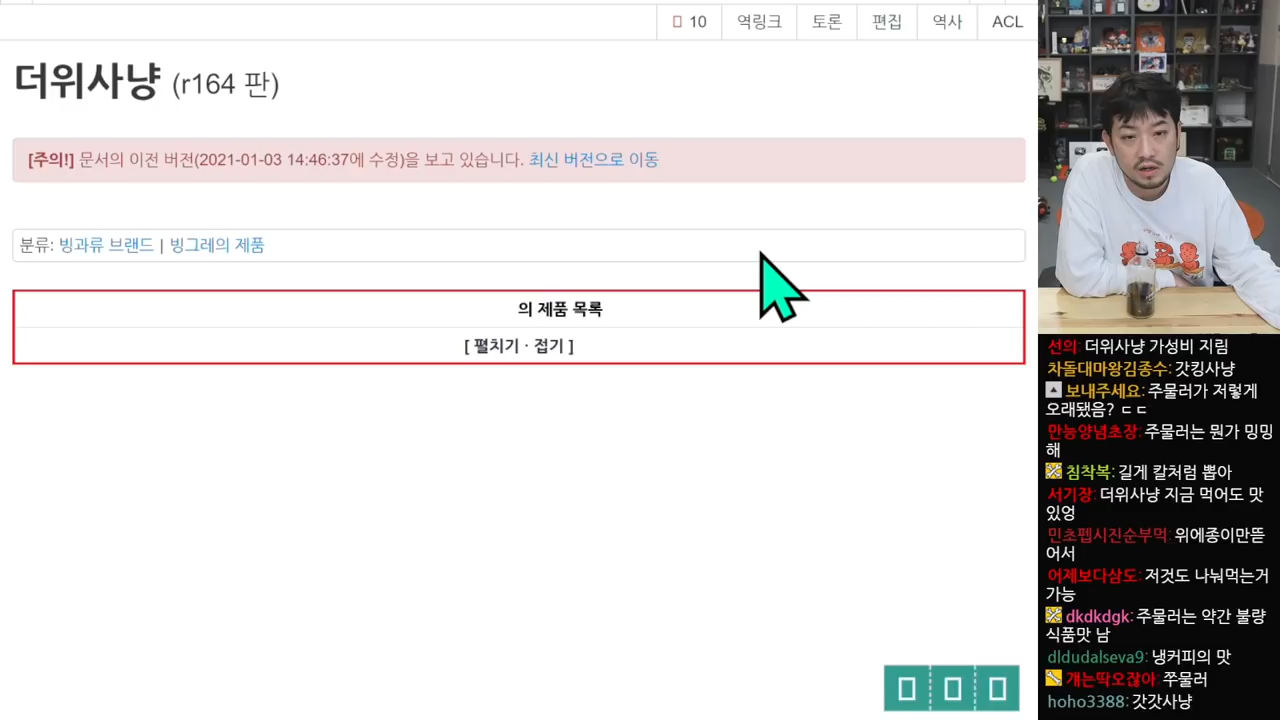 10 역링크 토론 편집 역사 ACL
더위사냥 (r164 판)
[주의!] 문서의 이전 버전(2021-01-03 14:46:37에 수정)을 보고 있습니다. 최신 버전으로 이동
분류: 빙과류 브랜드 | 빙그레의 제품
의 제품 목록
[ 펼치기 · 접기 ]
선의: 더위사냥 가성비 지림
차돌대마왕김종수: 갓킹사냥
보내주세요: 주물러가 저렇게
오래됐음? ㄷㄷ
만능양념초장: 주물러는 뭔가 밍밍
해
침착복: 길게 칼처럼 뽑아
서기장: 더위사냥 지금 먹어도 맛
있엉
민초펩시진순부먹: 위에종이만뜯
어서
어제보다삼도: 저것도 나눠먹는거
가능
dkdkdgk: 주물러는 약간 불량
식품맛 남
dldudalseva9: 냉커피의 맛
개는딱오잖아: 쭈물러
hoho3388: 갓갓사냥